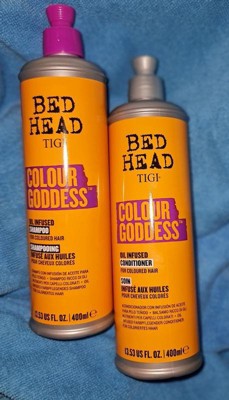 BED
HEAD
TIGI
COLOUR
GODDESS™
OIL INFUSED
SHAMPOO
FOR COLOURED HAIR
SHAMPOOING
INFUSÉ AUX HUILES
POUR CHEVEUX COLORÉS
13.53 US FL. OZ. | 400ml e
BED
HEAD
TIGI
COLOUR
GODDESS™
OIL INFUSED
CONDITIONER
FOR COLOURED HAIR
SOIN
INFUSÉ AUX HUILES
POUR CHEVEUX COLORÉS
13.53 US FL. OZ. | 400ml e